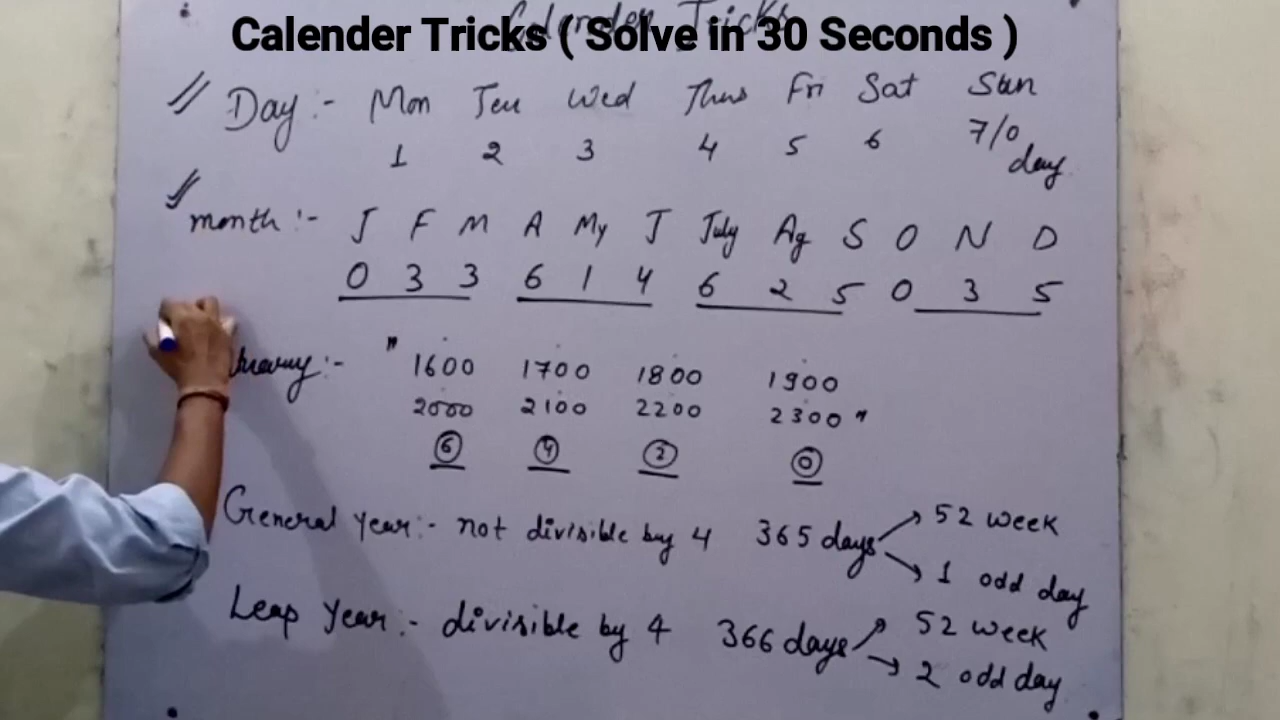 Calender Tricks
Calender Tricks ( Solve in 30 Seconds )
Day :- Mon Teu Wed Thus Fri Sat Sun
1 2 3 4 5 6 7/0 day
month :- J F M A My J July Ag S O N D
0 3 3 6 1 4 6 2 5 0 3 5
:- " 1600 1700 1800 1900
2000 2100 2200 2300 "
6 4 2 0
General year :- not divisible by 4 365 days 52 week
1 odd day
Leap year :- divisible by 4 366 days 52 week
2 odd day